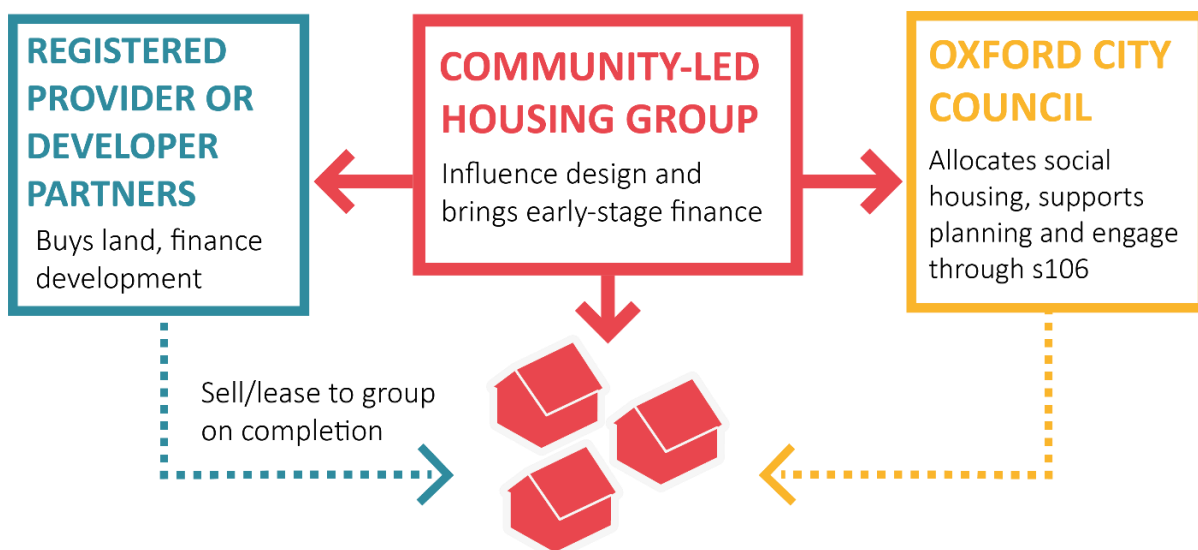 REGISTERED
PROVIDER OR
DEVELOPER
PARTNERS
Buys land, finance
development
COMMUNITY-LED
HOUSING GROUP
Influence design and
brings early-stage finance
OXFORD CITY
COUNCIL
Allocates social
housing, supports
planning and engage
through s106
Sell/lease to group
on completion